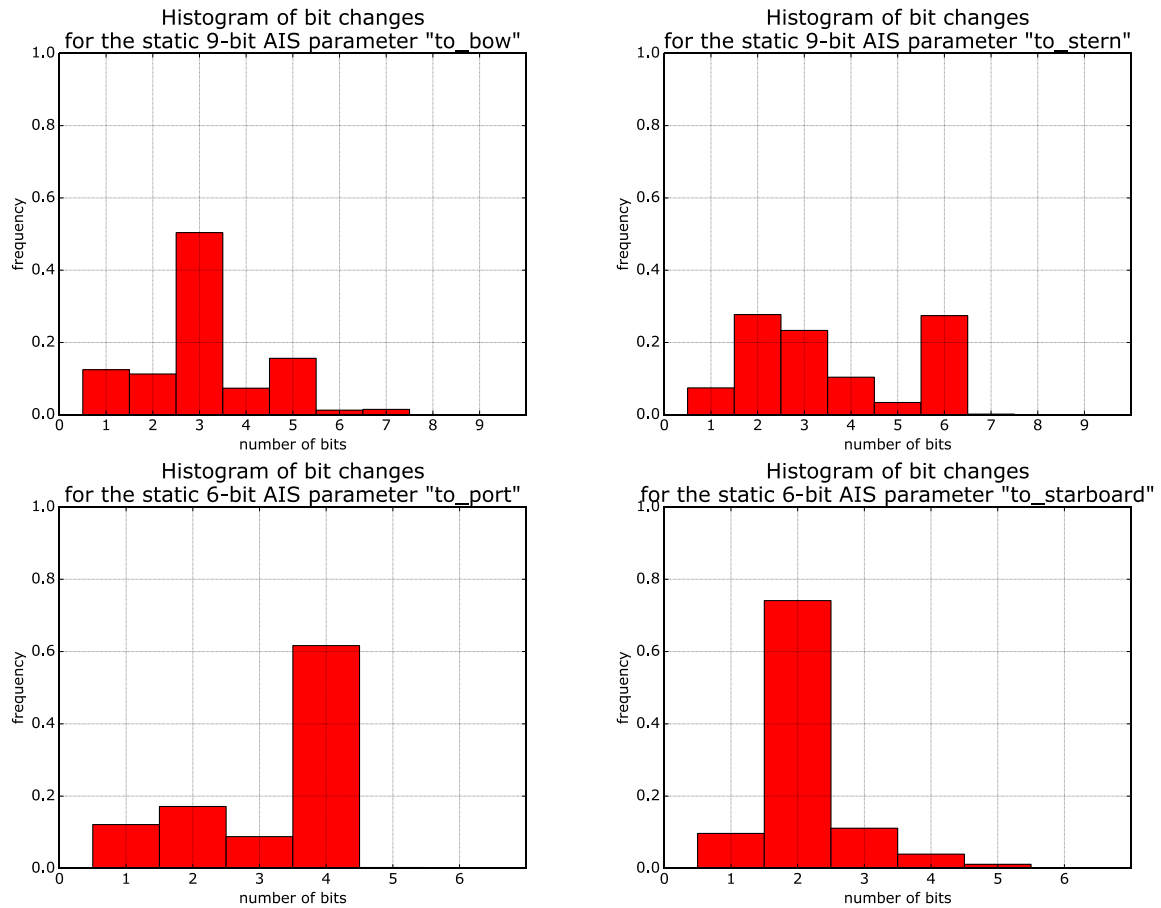 Histogram of bit changes
for the static 9-bit AIS parameter "to_bow"
1.0
0.8
0.6
0.4
0.2
0.0
frequency
0 1 2 3 4 5 6 7 8 9
number of bits
Histogram of bit changes
for the static 9-bit AIS parameter "to_stern"
1.0
0.8
0.6
0.4
0.2
0.0
frequency
0 1 2 3 4 5 6 7 8 9
number of bits
Histogram of bit changes
for the static 6-bit AIS parameter "to_port"
1.0
0.8
0.6
0.4
0.2
0.0
frequency
0 1 2 3 4 5 6
number of bits
Histogram of bit changes
for the static 6-bit AIS parameter "to_starboard"
1.0
0.8
0.6
0.4
0.2
0.0
frequency
0 1 2 3 4 5 6
number of bits